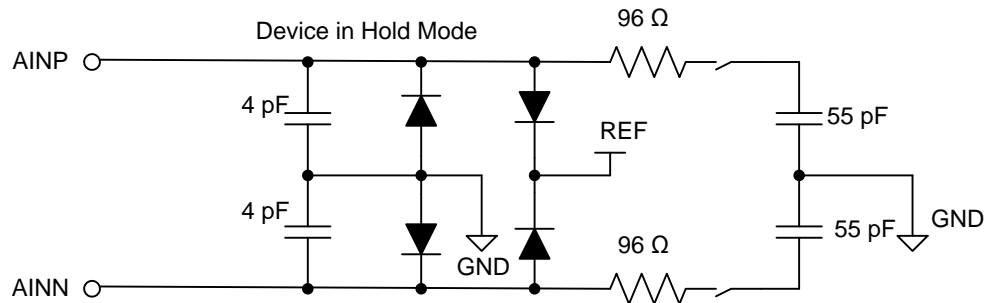 96 Ω
Device in Hold Mode
AINP
4 pF
55 pF
REF
4 pF
55 pF
GND
GND
96 Ω
AINN